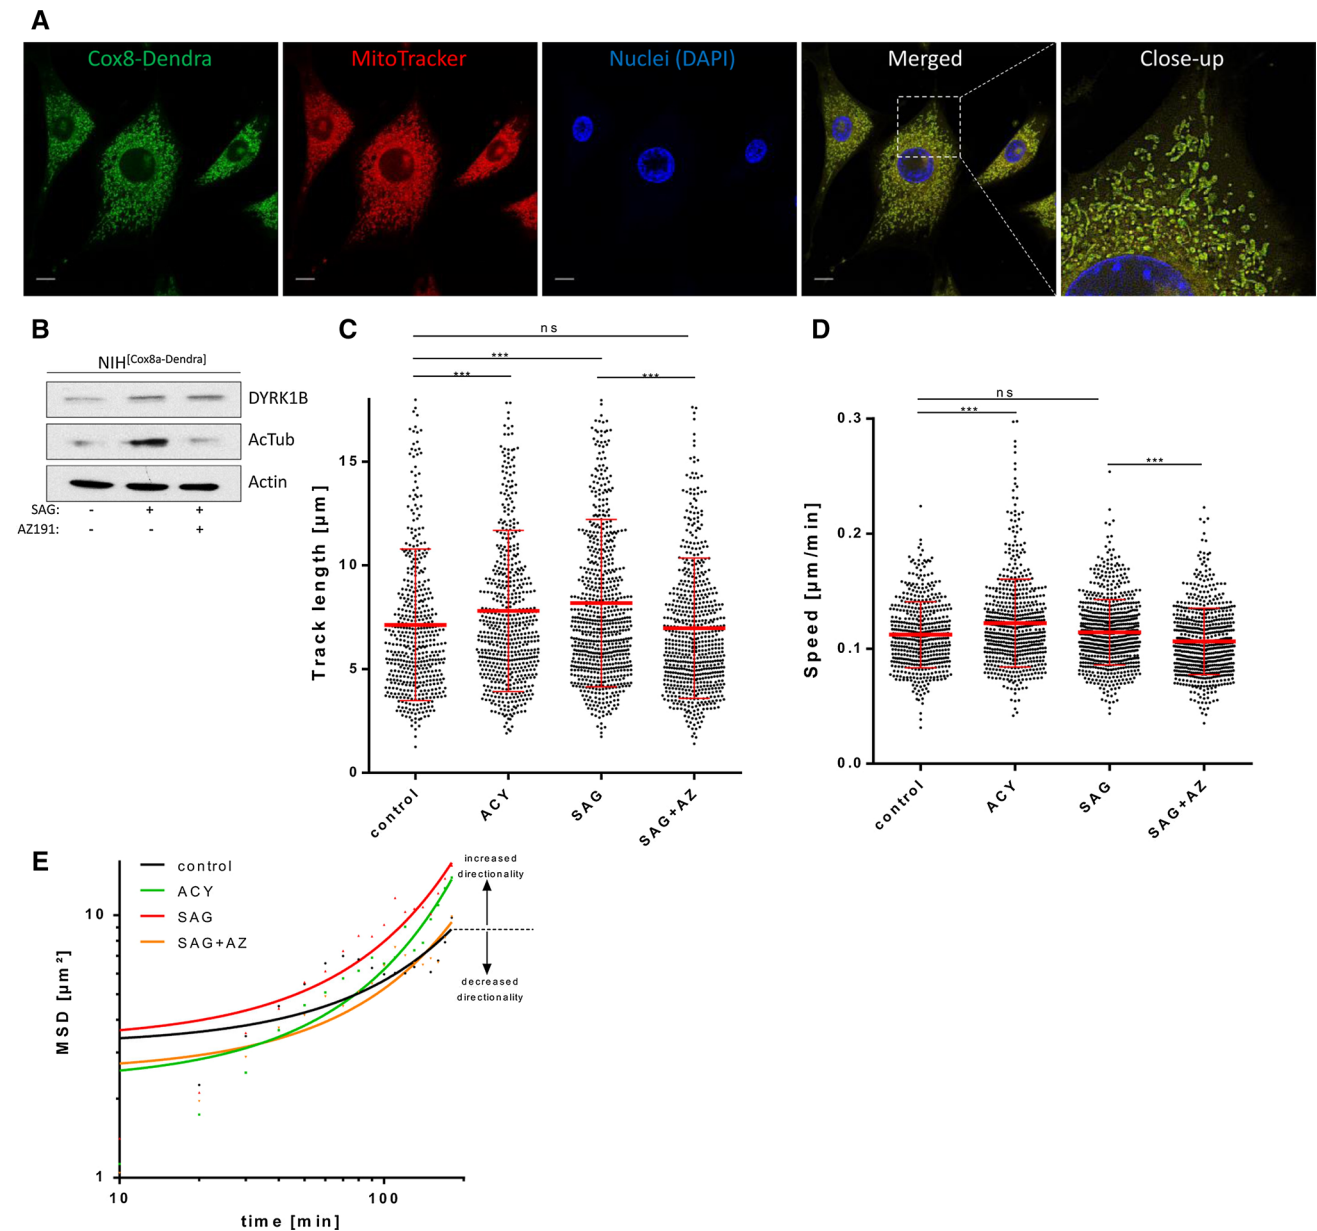 A
Cox8-Dendra
MitoTracker
Nuclei (DAPI)
Merged
Close-up
B
NIH[Cox8a-Dendra]
DYRK1B
AcTub
Actin
SAG: - + +
AZ191: - - +
C
ns
***
***
***
Track length [µm]
15
10
5
0
control
ACY
SAG
SAG+AZ
D
ns
***
***
Speed [µm/min]
0.3
0.2
0.1
0.0
control
ACY
SAG
SAG+AZ
E
control
ACY
SAG
SAG+AZ
increased
directionality
decreased
directionality
MSD [µm²]
10
1
10
100
time [min]